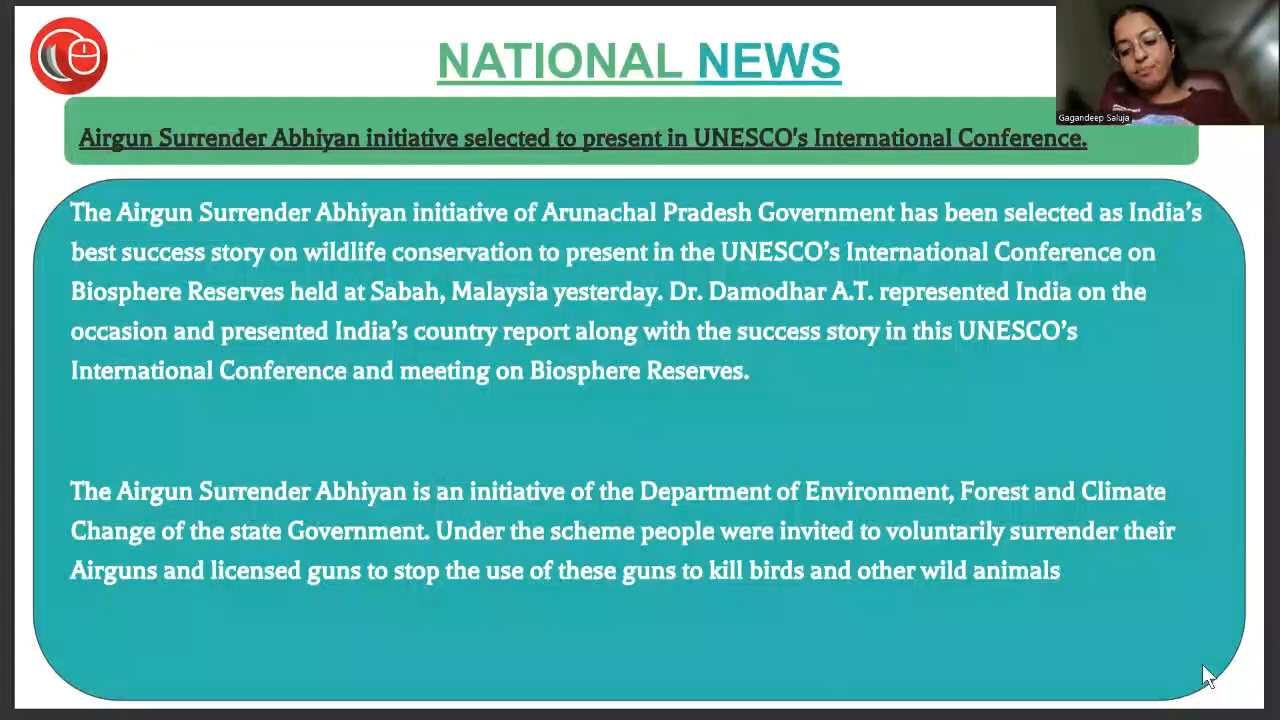 NATIONAL NEWS
Gagandeep Saluja
Airgun Surrender Abhiyan initiative selected to present in UNESCO's International Conference.
The Airgun Surrender Abhiyan initiative of Arunachal Pradesh Government has been selected as India’s
best success story on wildlife conservation to present in the UNESCO’s International Conference on
Biosphere Reserves held at Sabah, Malaysia yesterday. Dr. Damodhar A.T. represented India on the
occasion and presented India’s country report along with the success story in this UNESCO’s
International Conference and meeting on Biosphere Reserves.
The Airgun Surrender Abhiyan is an initiative of the Department of Environment, Forest and Climate
Change of the state Government. Under the scheme people were invited to voluntarily surrender their
Airguns and licensed guns to stop the use of these guns to kill birds and other wild animals